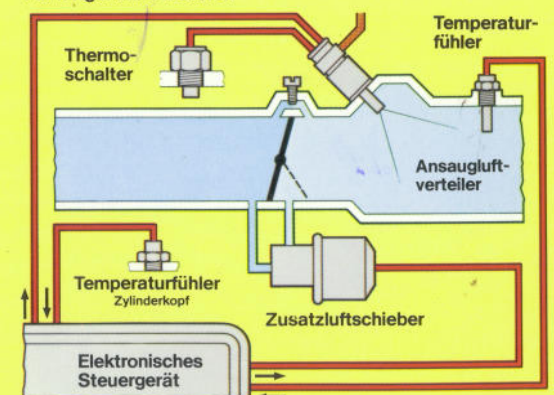 Temperatur-
fühler
Thermo-
schalter
Ansaugluft-
verteiler
Temperaturfühler
Zylinderkopf
Zusatzluftschieber
Elektronisches
Steuergerät